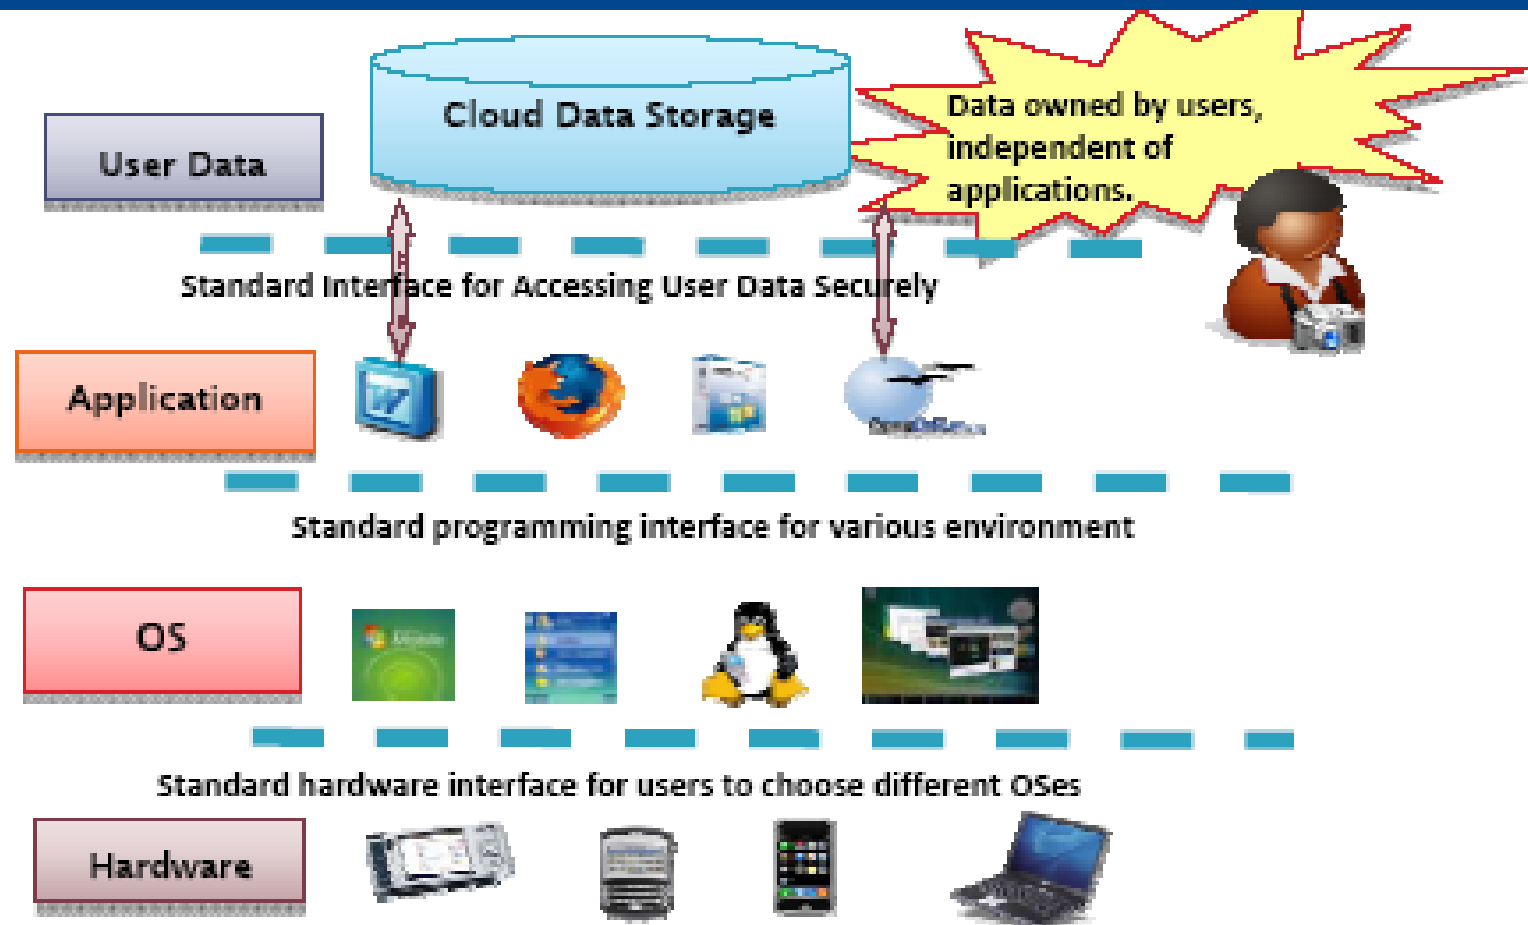 Cloud Data Storage
Data owned by users,
independent of
applications.
User Data
Standard Interface for Accessing User Data Securely
Application
Standard programming interface for various environment
OS
Standard hardware interface for users to choose different OSes
Hardware